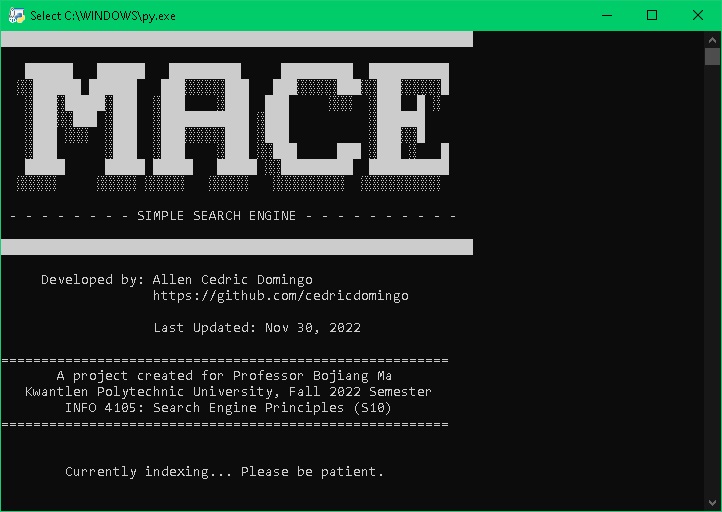 Select C:\WINDOWS\py.exe
MACE
- - - - - - - - SIMPLE SEARCH ENGINE - - - - - - - - - -
Developed by: Allen Cedric Domingo
https://github.com/cedricdomingo
Last Updated: Nov 30, 2022
A project created for Professor Bojiang Ma
Kwantlen Polytechnic University, Fall 2022 Semester
INFO 4105: Search Engine Principles (S10)
Currently indexing... Please be patient.